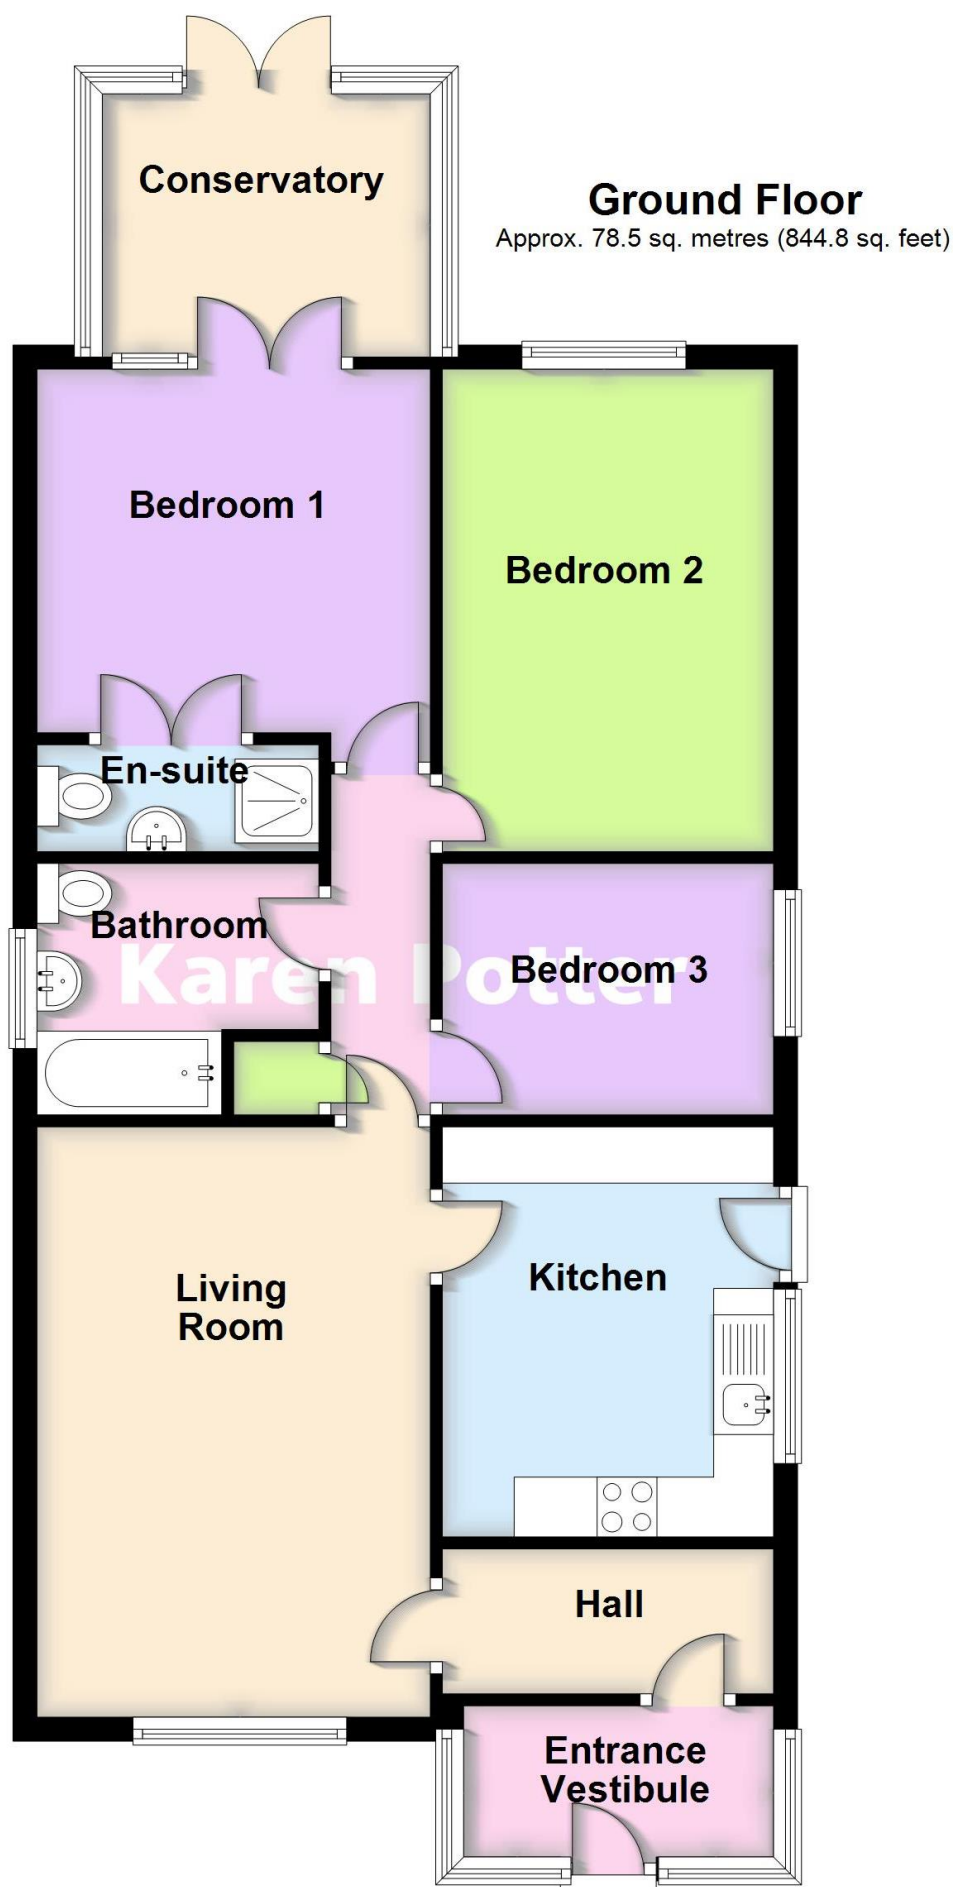 Conservatory
Ground Floor
Approx. 78.5 sq. metres (844.8 sq. feet)
Bedroom 1
Bedroom 2
En-suite
Bathroom
Karen Potter
Bedroom 3
Living
Room
Kitchen
Hall
Entrance
Vestibule